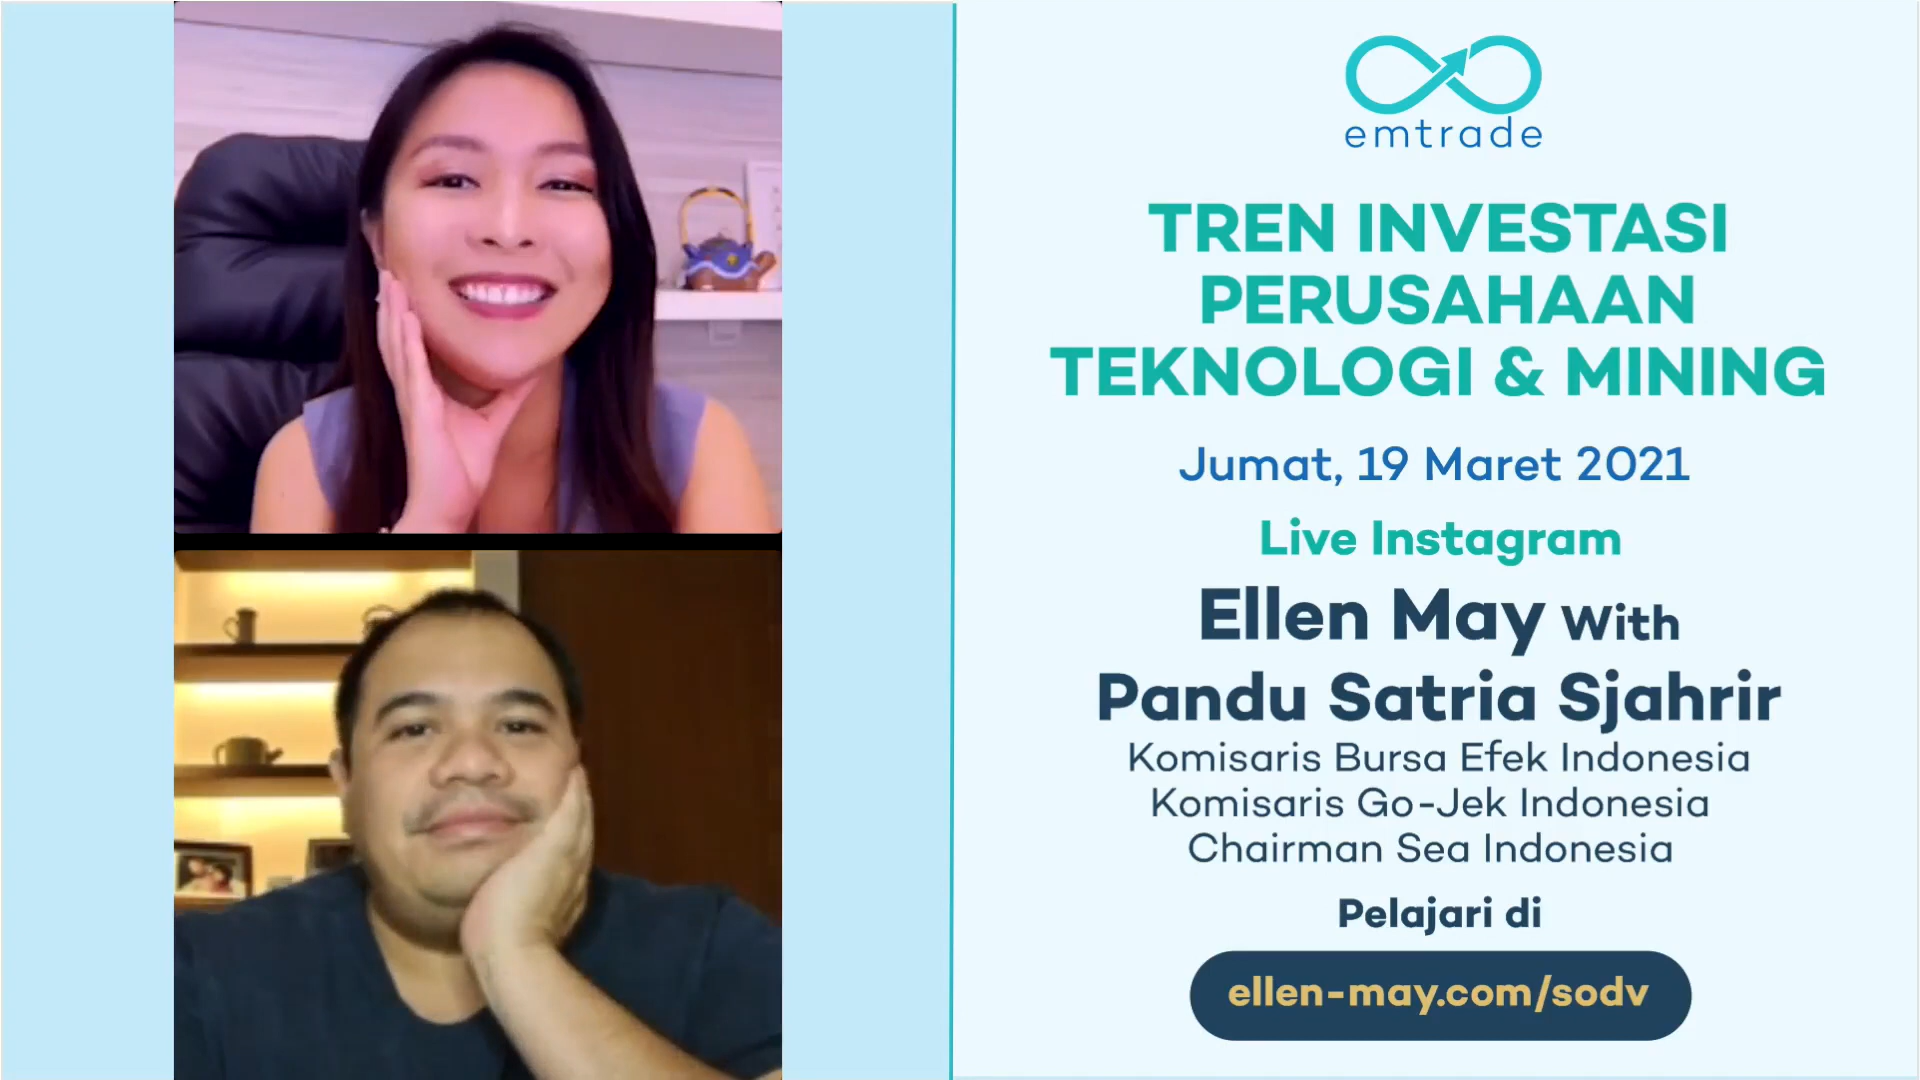 emtrade
TREN INVESTASI
PERUSAHAAN
TEKNOLOGI & MINING
Jumat, 19 Maret 2021
Live Instagram
Ellen May With
Pandu Satria Sjahrir
Komisaris Bursa Efek Indonesia
Komisaris Go-Jek Indonesia
Chairman Sea Indonesia
Pelajari di
ellen-may.com/sodv